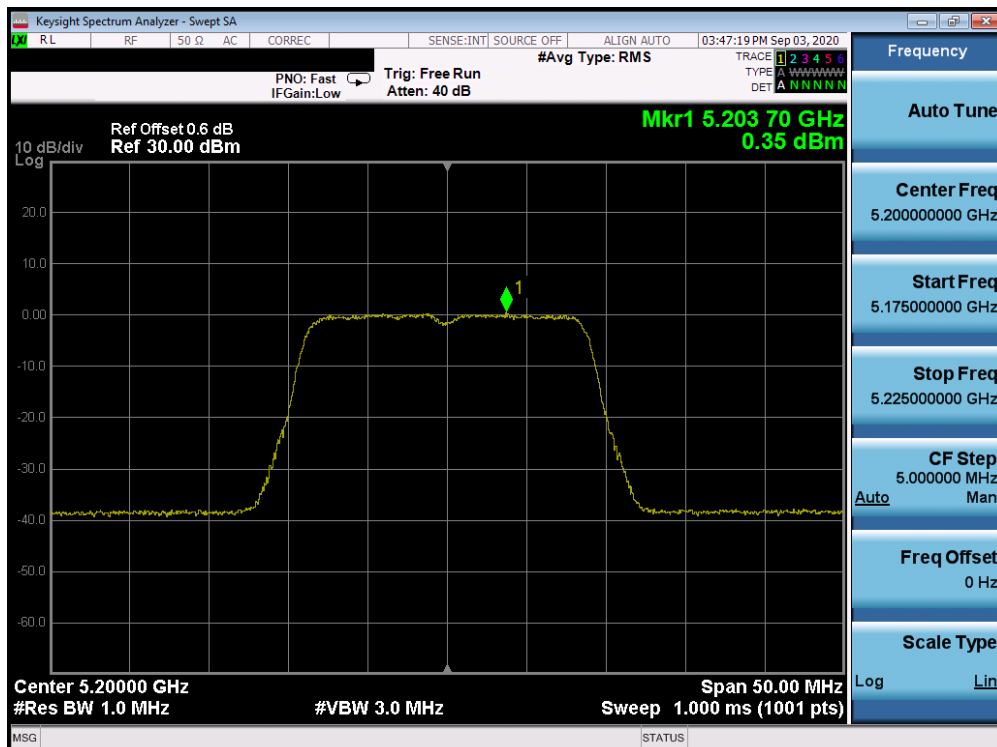 Keysight Spectrum Analyzer - Swept SA
LXI RL RF 50 Ω AC CORREC SENSE:INT SOURCE OFF ALIGN AUTO 03:47:19 PM Sep 03, 2020
#Avg Type: RMS TRACE 1 2 3 4 5 6
PNO: Fast Trig: Free Run TYPE A WWWWW
IFGain:Low Atten: 40 dB DET A N N N N N
Mkr1 5.203 70 GHz
Ref Offset 0.6 dB
10 dB/div Ref 30.00 dBm 0.35 dBm
Log
20.0
10.0
1
0.00
-10.0
-20.0
-30.0
-40.0
-50.0
-60.0
Center 5.20000 GHz Span 50.00 MHz
#Res BW 1.0 MHz #VBW 3.0 MHz Sweep 1.000 ms (1001 pts)
MSG STATUS
Frequency
Auto Tune
Center Freq
5.200000000 GHz
Start Freq
5.175000000 GHz
Stop Freq
5.225000000 GHz
CF Step
5.000000 MHz
Auto Man
Freq Offset
0 Hz
Scale Type
Log Lin